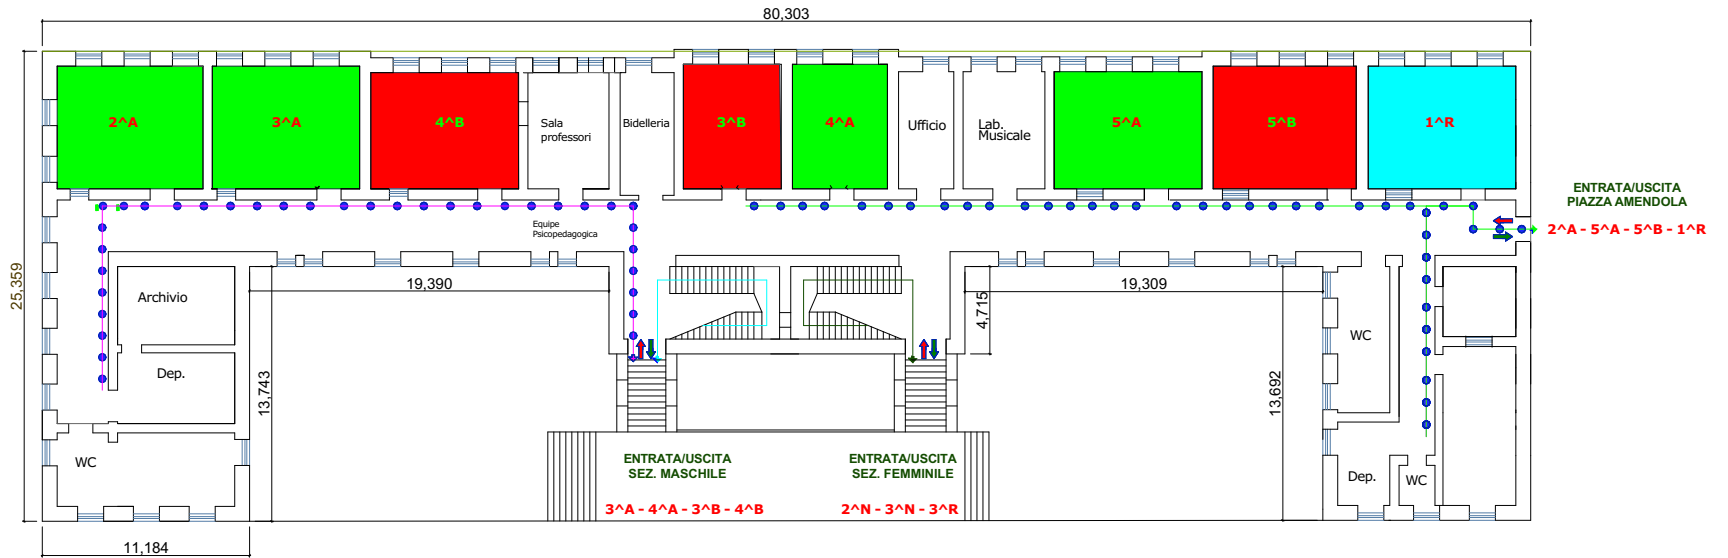 80,303
2^A
3^A
4^B
Sala
professori
Bidelleria
3^B
4^A
Ufficio
Lab.
Musicale
5^A
5^B
1^R
ENTRATA/USCITA
PIAZZA AMENDOLA
2^A - 5^A - 5^B - 1^R
Equipe
Psicopedagogica
25,359
19,390
19,309
4,715
Archivio
Dep.
WC
13,743
13,692
WC
Dep.
WC
ENTRATA/USCITA
SEZ. MASCHILE
3^A - 4^A - 3^B - 4^B
ENTRATA/USCITA
SEZ. FEMMINILE
2^N - 3^N - 3^R
11,184